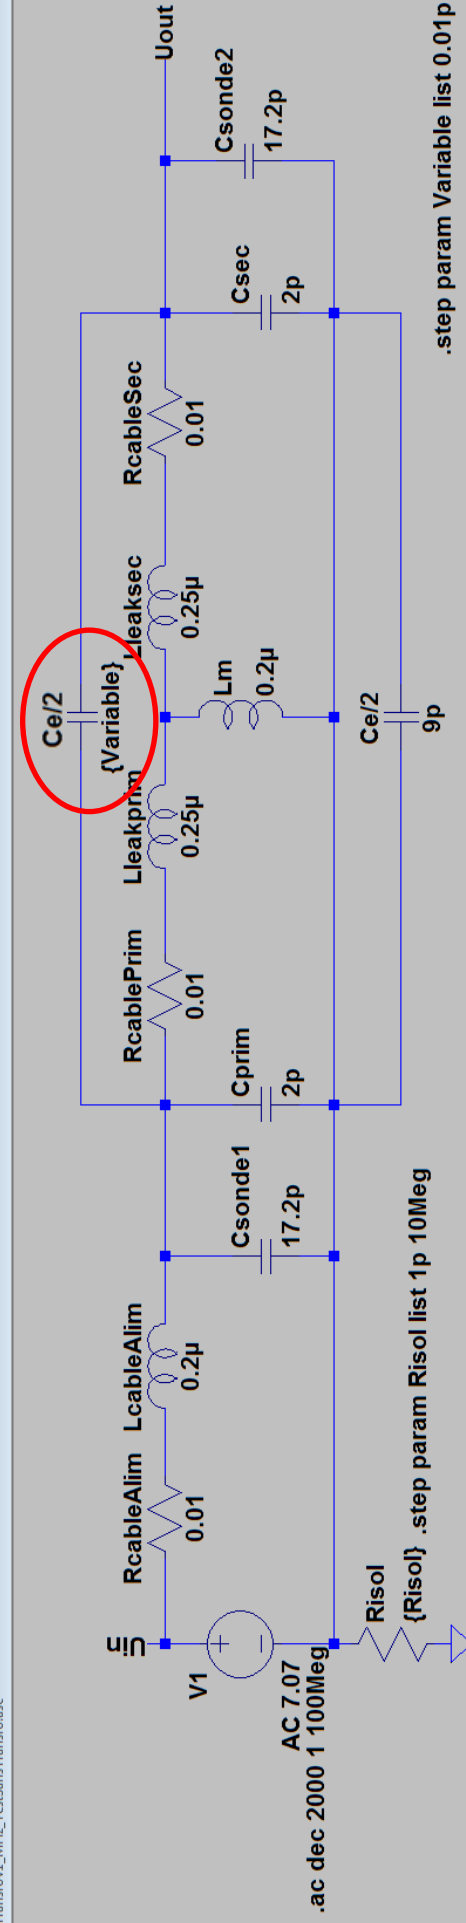 Uin
V1
AC 7.07
.ac dec 2000 1 100Meg
Risol
{Risol}
.step param Risol list 1p 10Meg
RcableAlim
0.01
LcableAlim
0.2µ
Csonde1
17.2p
Cprim
2p
RcablePrim
0.01
Lleakprim
0.25µ
Ce/2
{Variable}
Lm
0.2µ
Ce/2
9p
Lleaksec
0.25µ
RcableSec
0.01
Csec
2p
Csonde2
17.2p
Uout
.step param Variable list 0.01p